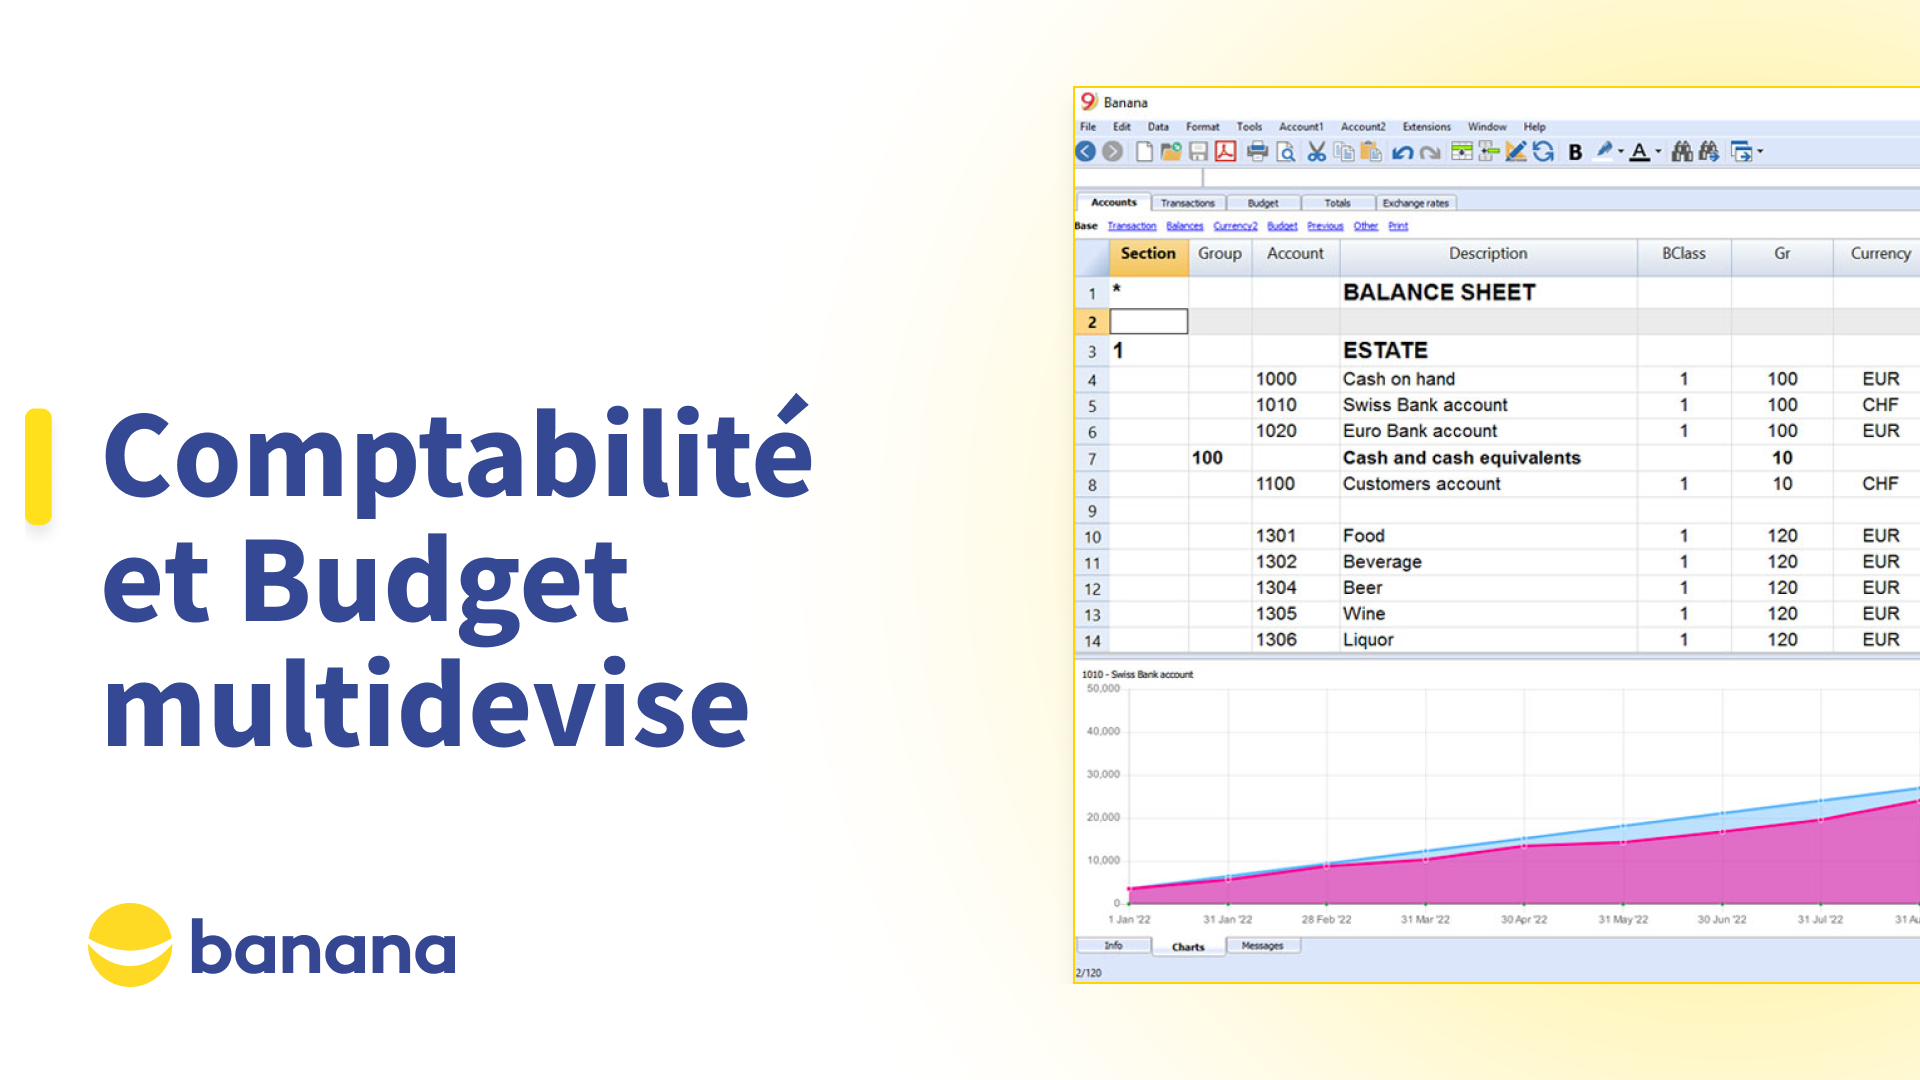 Comptabilité
et Budget
multidevise
banana
Banana
File Edit Data Format Tools Account1 Account2 Extensions Window Help
B A
Accounts Transactions Budget Totals Exchange rates
Base Transaction Balances Currency2 Budget Previous Other Print
Section Group Account Description BClass Gr Currency
1 * BALANCE SHEET
2
3 1 ESTATE
4 1000 Cash on hand 1 100 EUR
5 1010 Swiss Bank account 1 100 CHF
6 1020 Euro Bank account 1 100 EUR
7 100 Cash and cash equivalents 10
8 1100 Customers account 1 10 CHF
9
10 1301 Food 1 120 EUR
11 1302 Beverage 1 120 EUR
12 1304 Beer 1 120 EUR
13 1305 Wine 1 120 EUR
14 1306 Liquor 1 120 EUR
1010 - Swiss Bank account
50,000
40,000
30,000
20,000
10,000
0
1 Jan '22 31 Jan '22 28 Feb '22 31 Mar '22 30 Apr '22 31 May '22 30 Jun '22 31 Jul '22 31 Au
Info Charts Messages
2/120